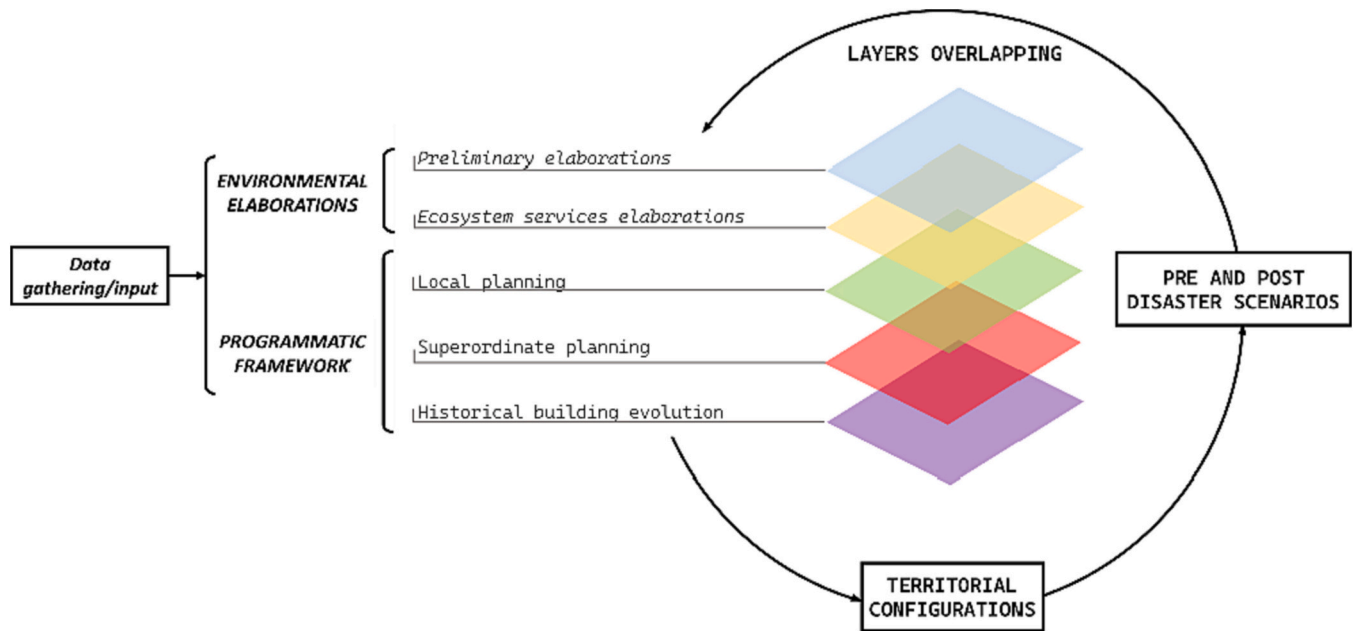 LAYERS OVERLAPPING
Preliminary elaborations
ENVIRONMENTAL
ELABORATIONS
Ecosystem services elaborations
Data
gathering/input
Local planning
PROGRAMMATIC
FRAMEWORK
Superordinate planning
Historical building evolution
PRE AND POST
DISASTER SCENARIOS
TERRITORIAL
CONFIGURATIONS